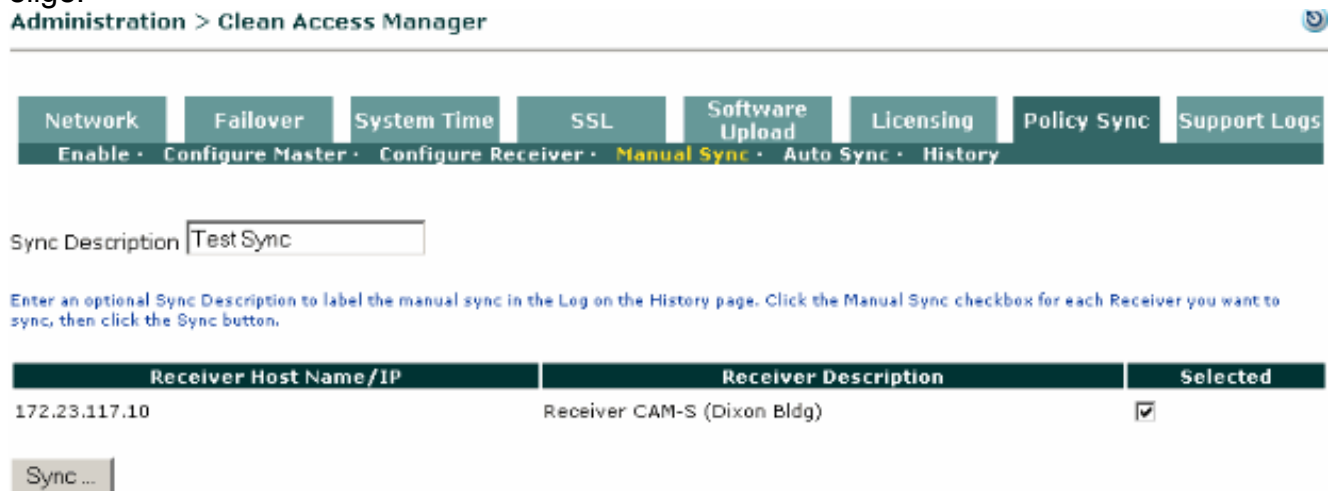 Administration > Clean Access Manager
Network Failover System Time SSL Software Upload Licensing Policy Sync Support Logs
Enable · Configure Master · Configure Receiver · Manual Sync · Auto Sync · History
Sync Description Test Sync
Enter an optional Sync Description to label the manual sync in the Log on the History page. Click the Manual Sync checkbox for each Receiver you want to
sync, then click the Sync button.
Receiver Host Name/IP Receiver Description Selected
172.23.117.10 Receiver CAM-S (Dixon Bldg)
Sync ...